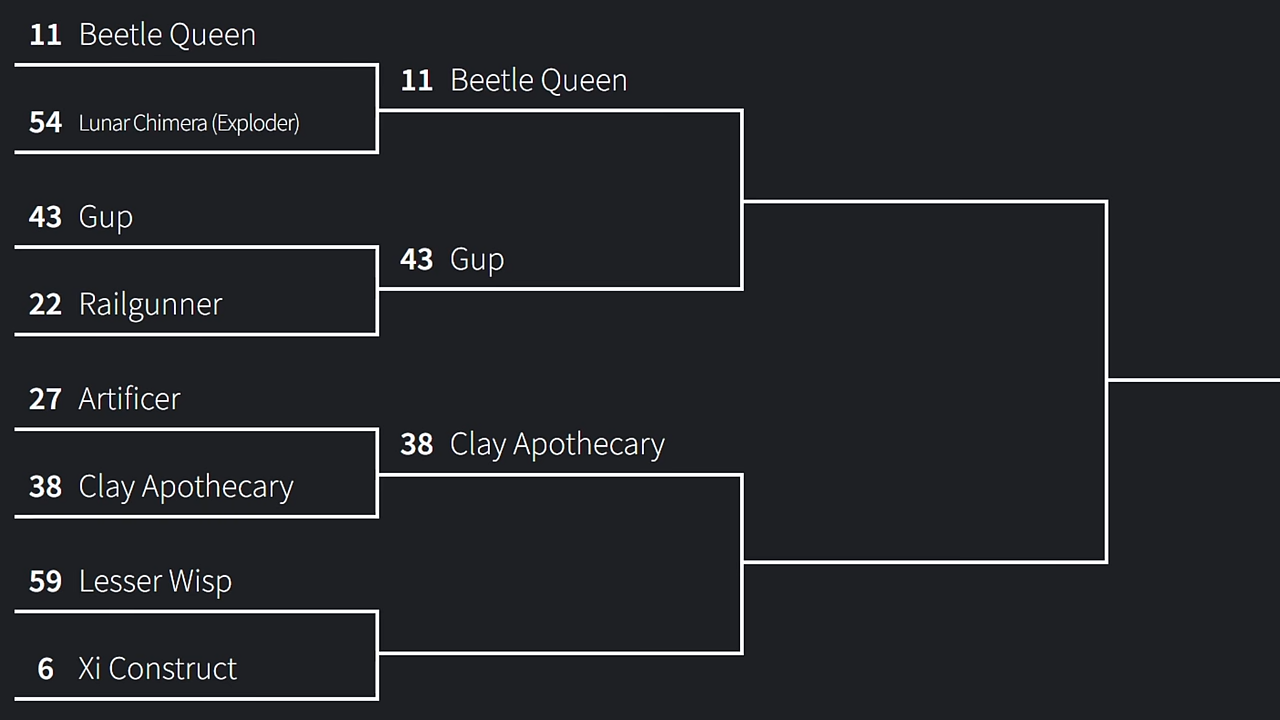 11 Beetle Queen
54 Lunar Chimera (Exploder)
43 Gup
22 Railgunner
27 Artificer
38 Clay Apothecary
59 Lesser Wisp
6 Xi Construct
11 Beetle Queen
43 Gup
38 Clay Apothecary